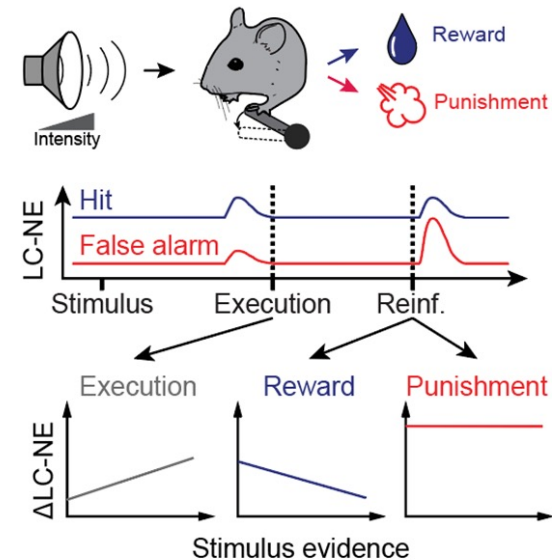 Reward
Punishment
Intensity
LC-NE
Hit
False alarm
Stimulus
Execution
Reinf.
Execution
Reward
Punishment
ΔLC-NE
Stimulus evidence